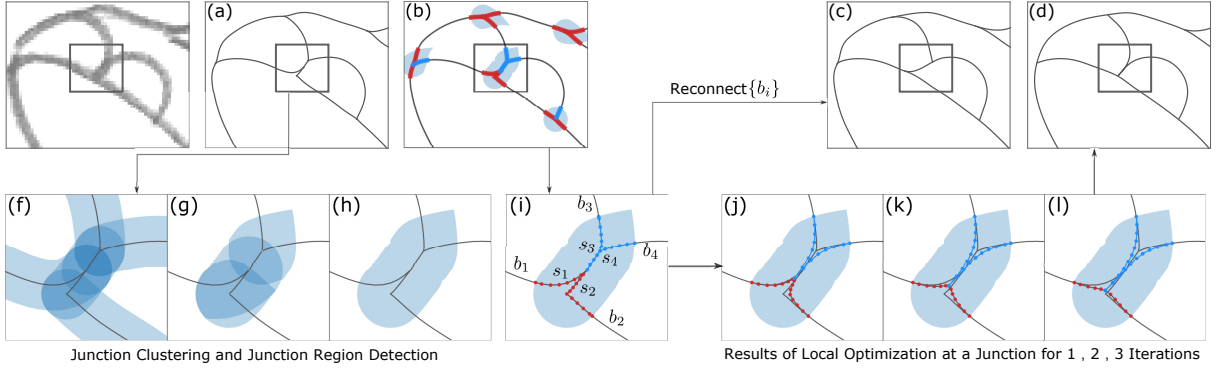 (a)
(b)
(c)
(d)
Reconnect{b_i}
(f)
(g)
(h)
(i)
(j)
(k)
(l)
b_3
s_3
b_4
s_4
b_1
s_1
s_2
b_2
Junction Clustering and Junction Region Detection
Results of Local Optimization at a Junction for 1 , 2 , 3 Iterations